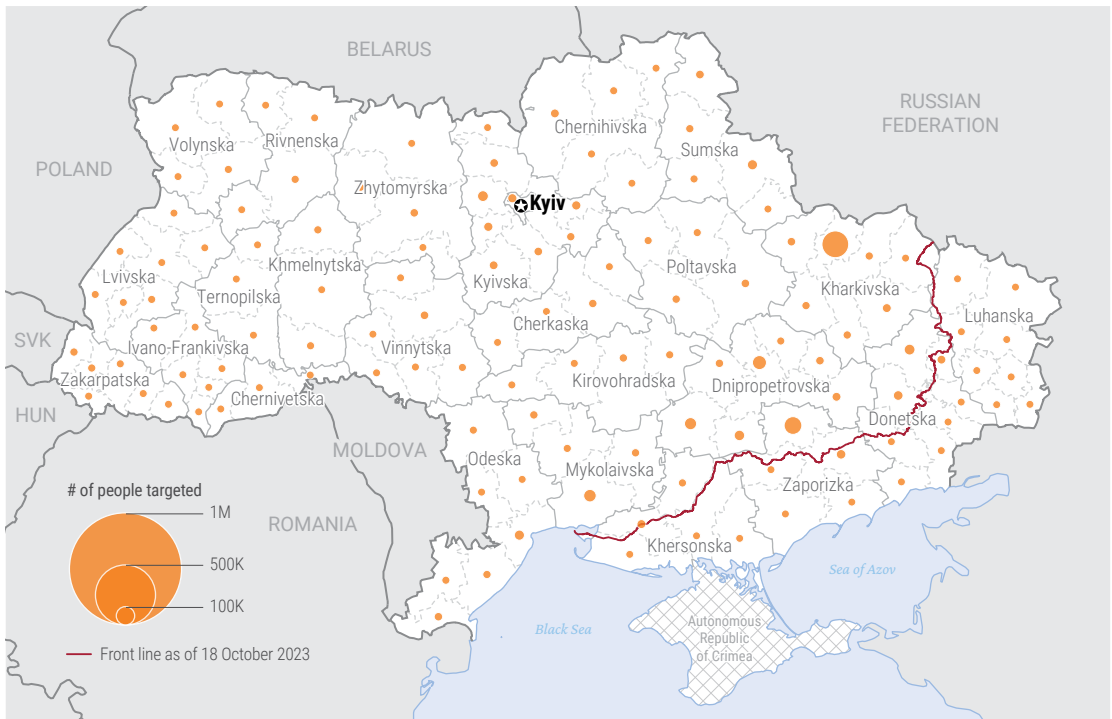 BELARUS
RUSSIAN
FEDERATION
POLAND
Chernihivska
Volynska
Rivnenska
Sumska
Zhytomyrska
Kyiv
Lvivska
Khmelnytska
Ternopilska
Kyivska
Poltavska
Kharkivska
Luhanska
Cherkaska
SVK
Ivano-Frankivska
Vinnytska
Zakarpatska
Kirovohradska
Dnipropetrovska
Chernivetska
HUN
Donetska
MOLDOVA
Odeska
Mykolaivska
Zaporizka
ROMANIA
Khersonska
Sea of Azov
Black Sea
Autonomous
Republic
of Crimea
# of people targeted
1M
500K
100K
Front line as of 18 October 2023